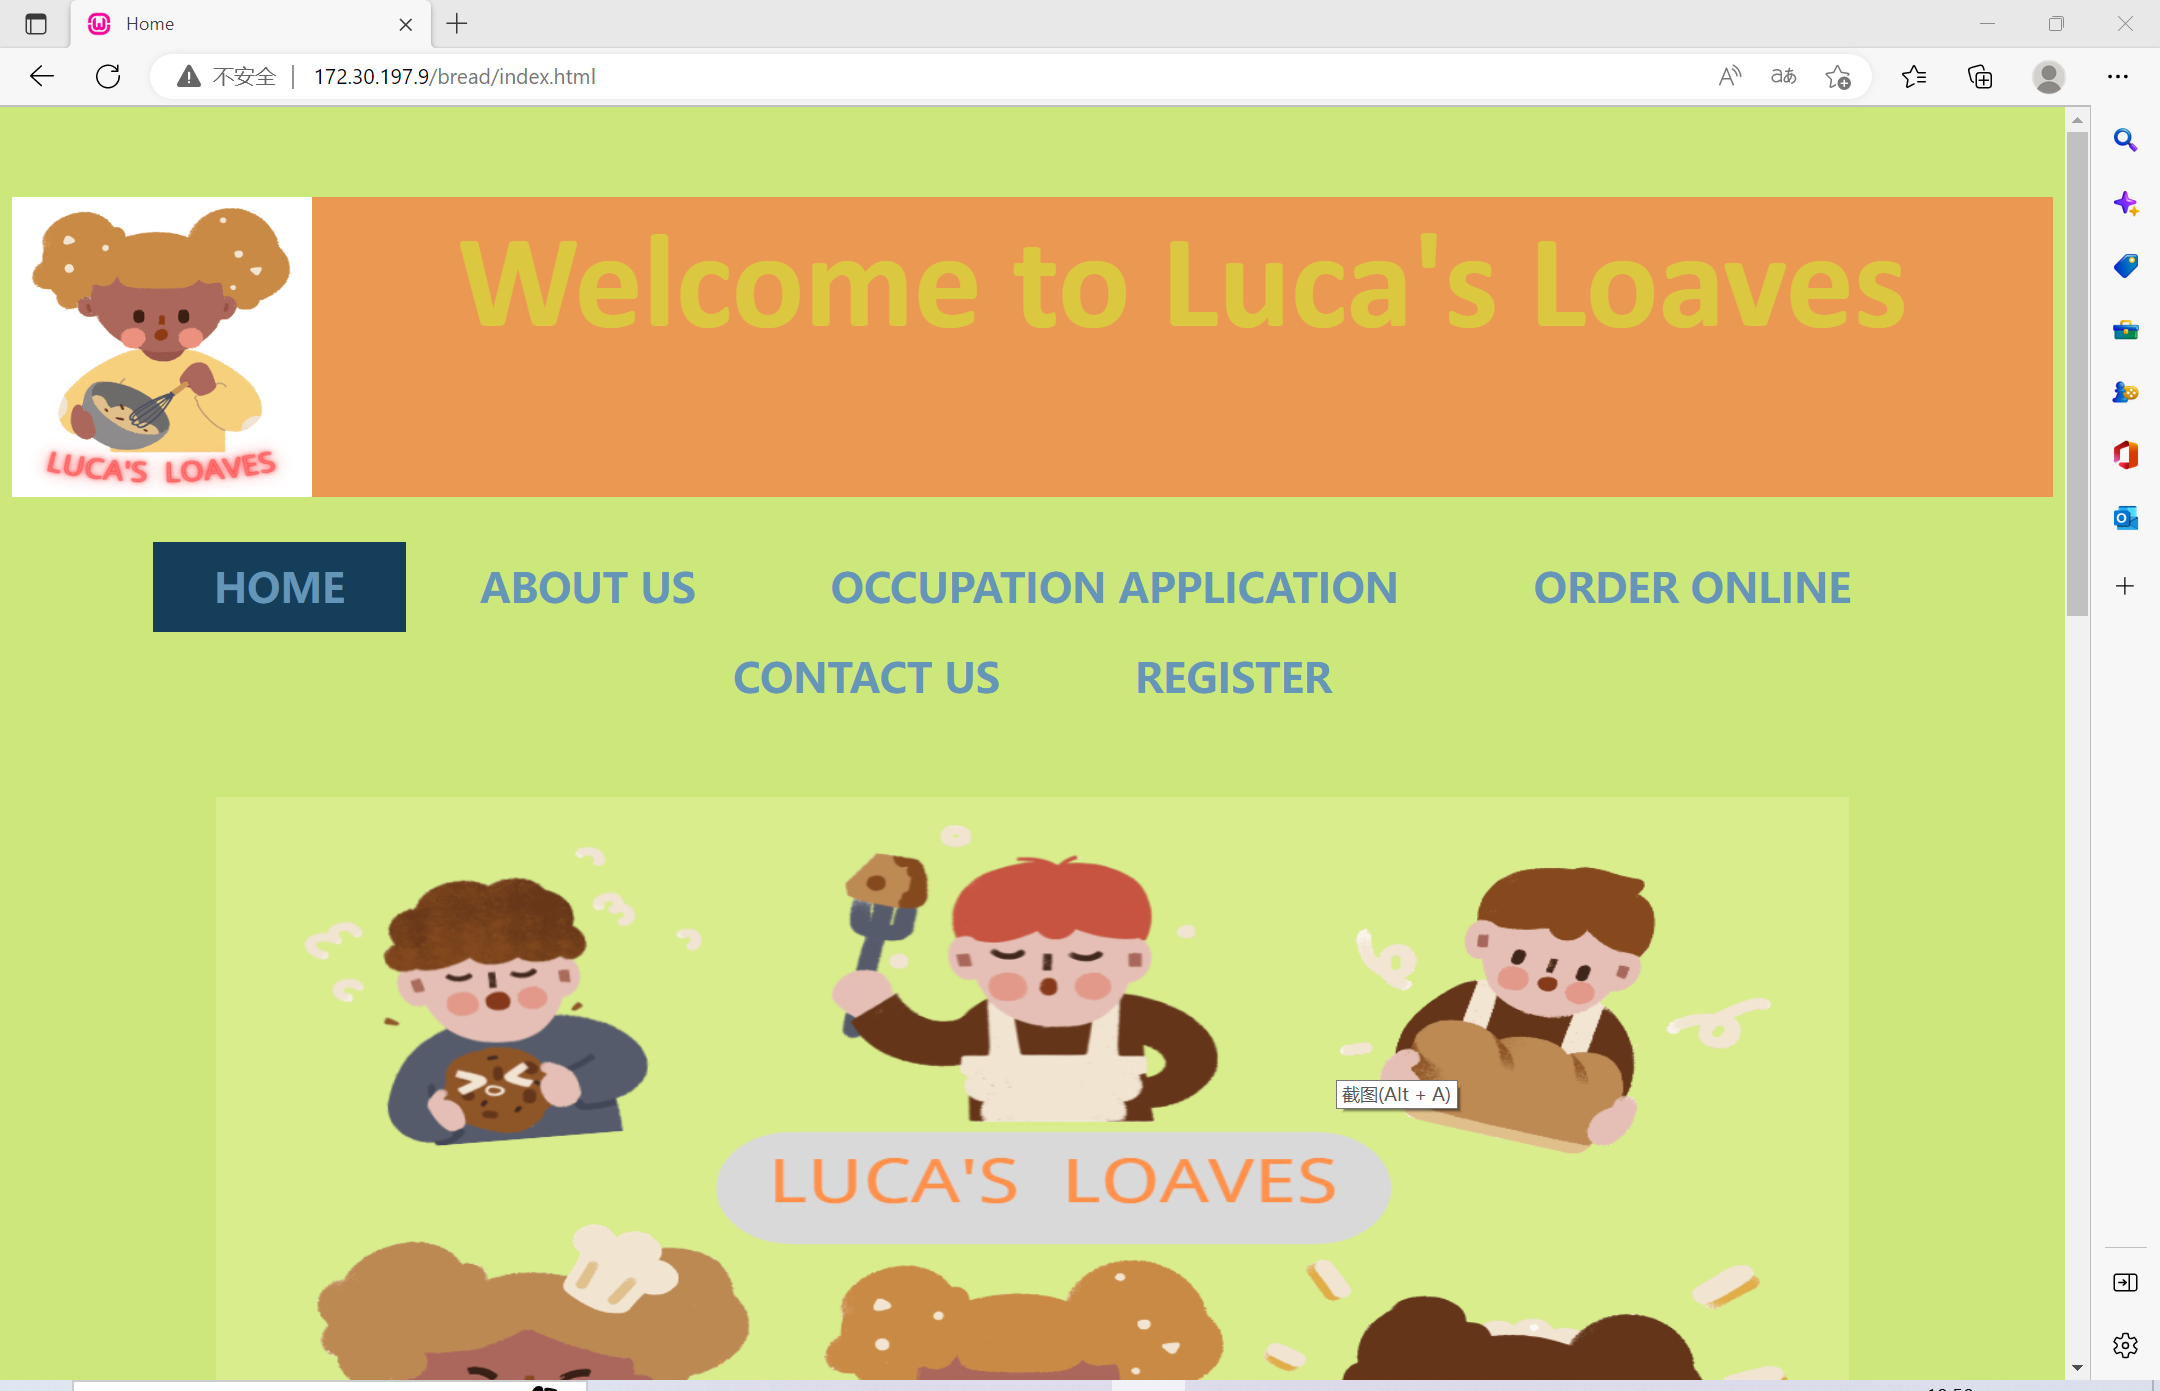 Home
不安全 172.30.197.9/bread/index.html
Welcome to Luca's Loaves
LUCA'S LOAVES
HOME ABOUT US OCCUPATION APPLICATION ORDER ONLINE
CONTACT US REGISTER
截图(Alt + A)
LUCA'S LOAVES